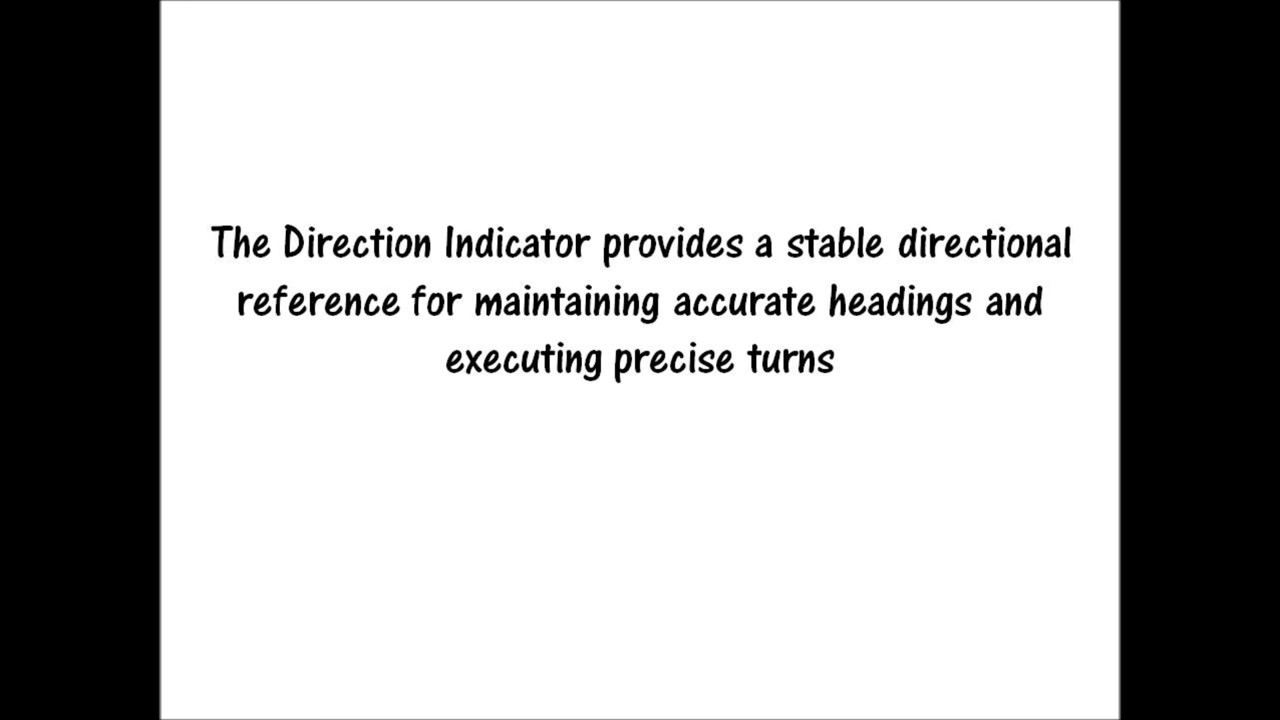 The Direction Indicator provides a stable directional
reference for maintaining accurate headings and
executing precise turns